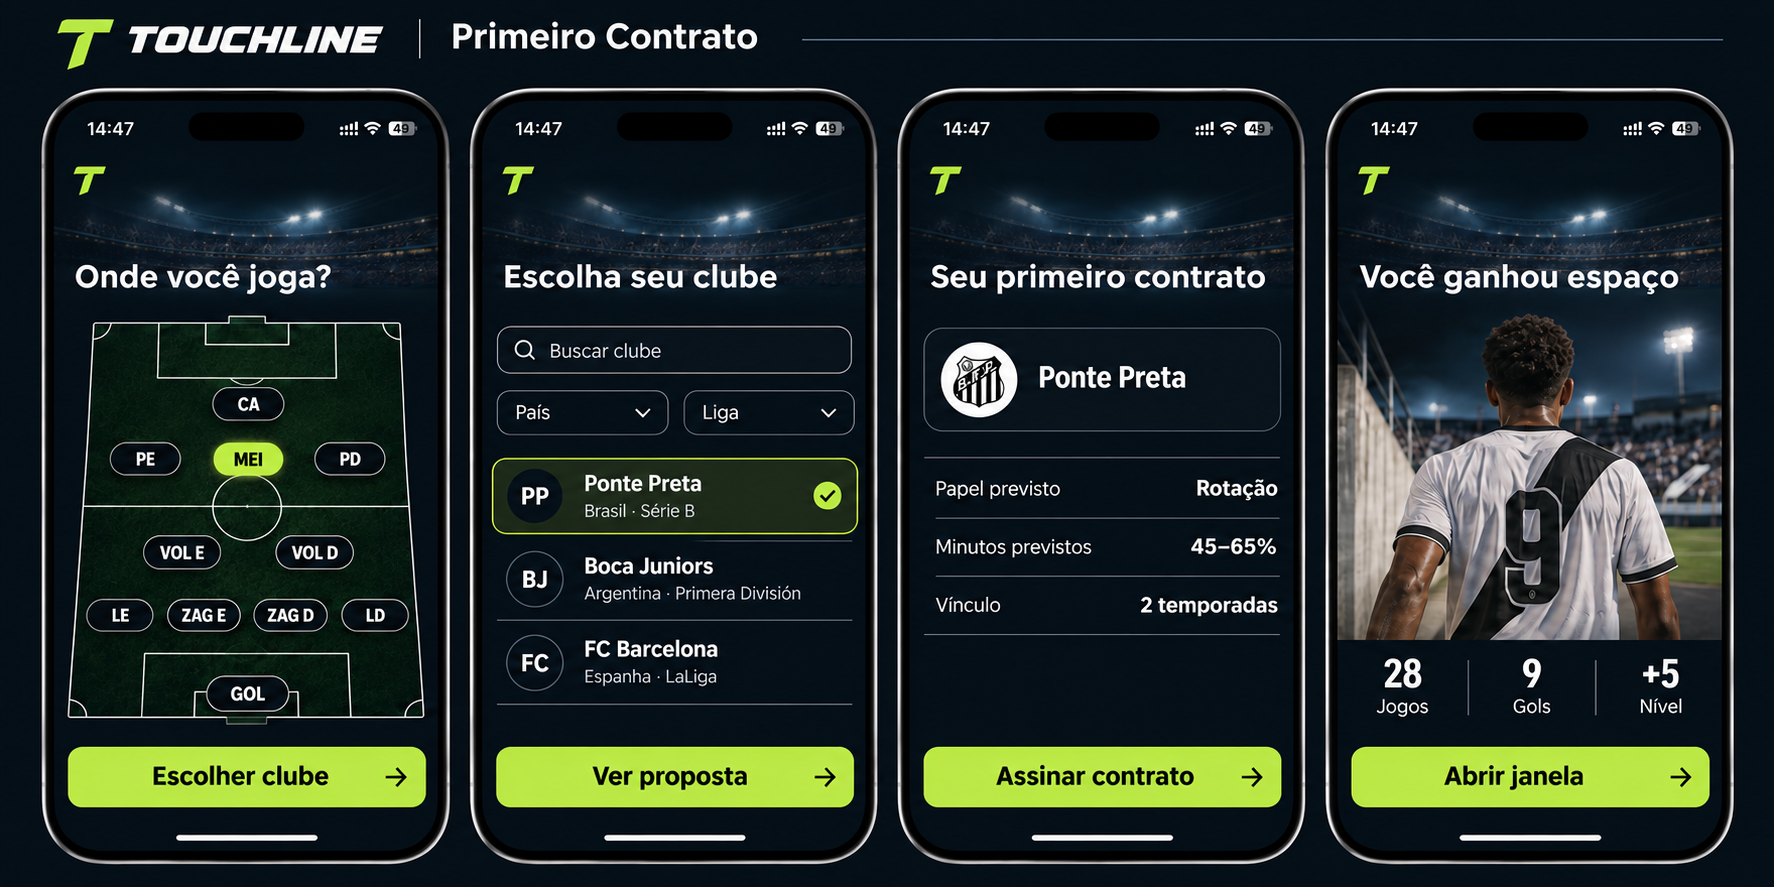 TOUCHLINE
Primeiro Contrato
14:47
49
Onde você joga?
CA
PE MEI PD
VOL E VOL D
LE ZAG E ZAG D LD
GOL
Escolher clube
14:47
49
Escolha seu clube
Buscar clube
País
Liga
PP
Ponte Preta
Brasil · Série B
BJ
Boca Juniors
Argentina · Primera División
FC
FC Barcelona
Espanha · LaLiga
Ver proposta
14:47
49
Seu primeiro contrato
Ponte Preta
Papel previsto Rotação
Minutos previstos 45–65%
Vínculo 2 temporadas
Assinar contrato
14:47
49
Você ganhou espaço
9
28 9 +5
Jogos Gols Nível
Abrir janela